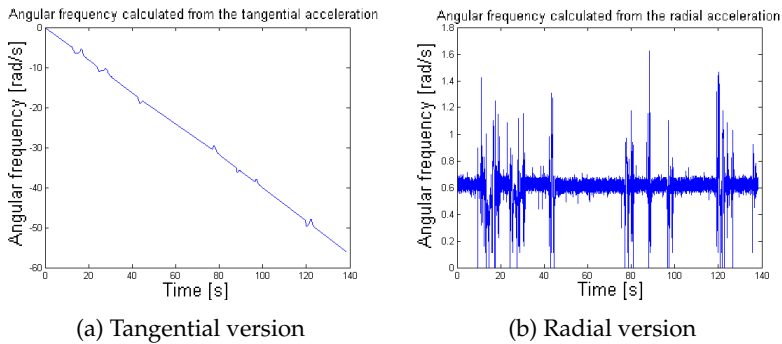 Angular frequency calculated from the tangential acceleration
Angular frequency [rad/s]
0
-10
-20
-30
-40
-50
-60
0 20 40 60 80 100 120 140
Time [s]
(a) Tangential version
Angular frequency calculated from the radial acceleration
Angular frequency [rad/s]
1.8
1.6
1.4
1.2
1
0.8
0.6
0.4
0.2
0
0 20 40 60 80 100 120 140
Time [s]
(b) Radial version